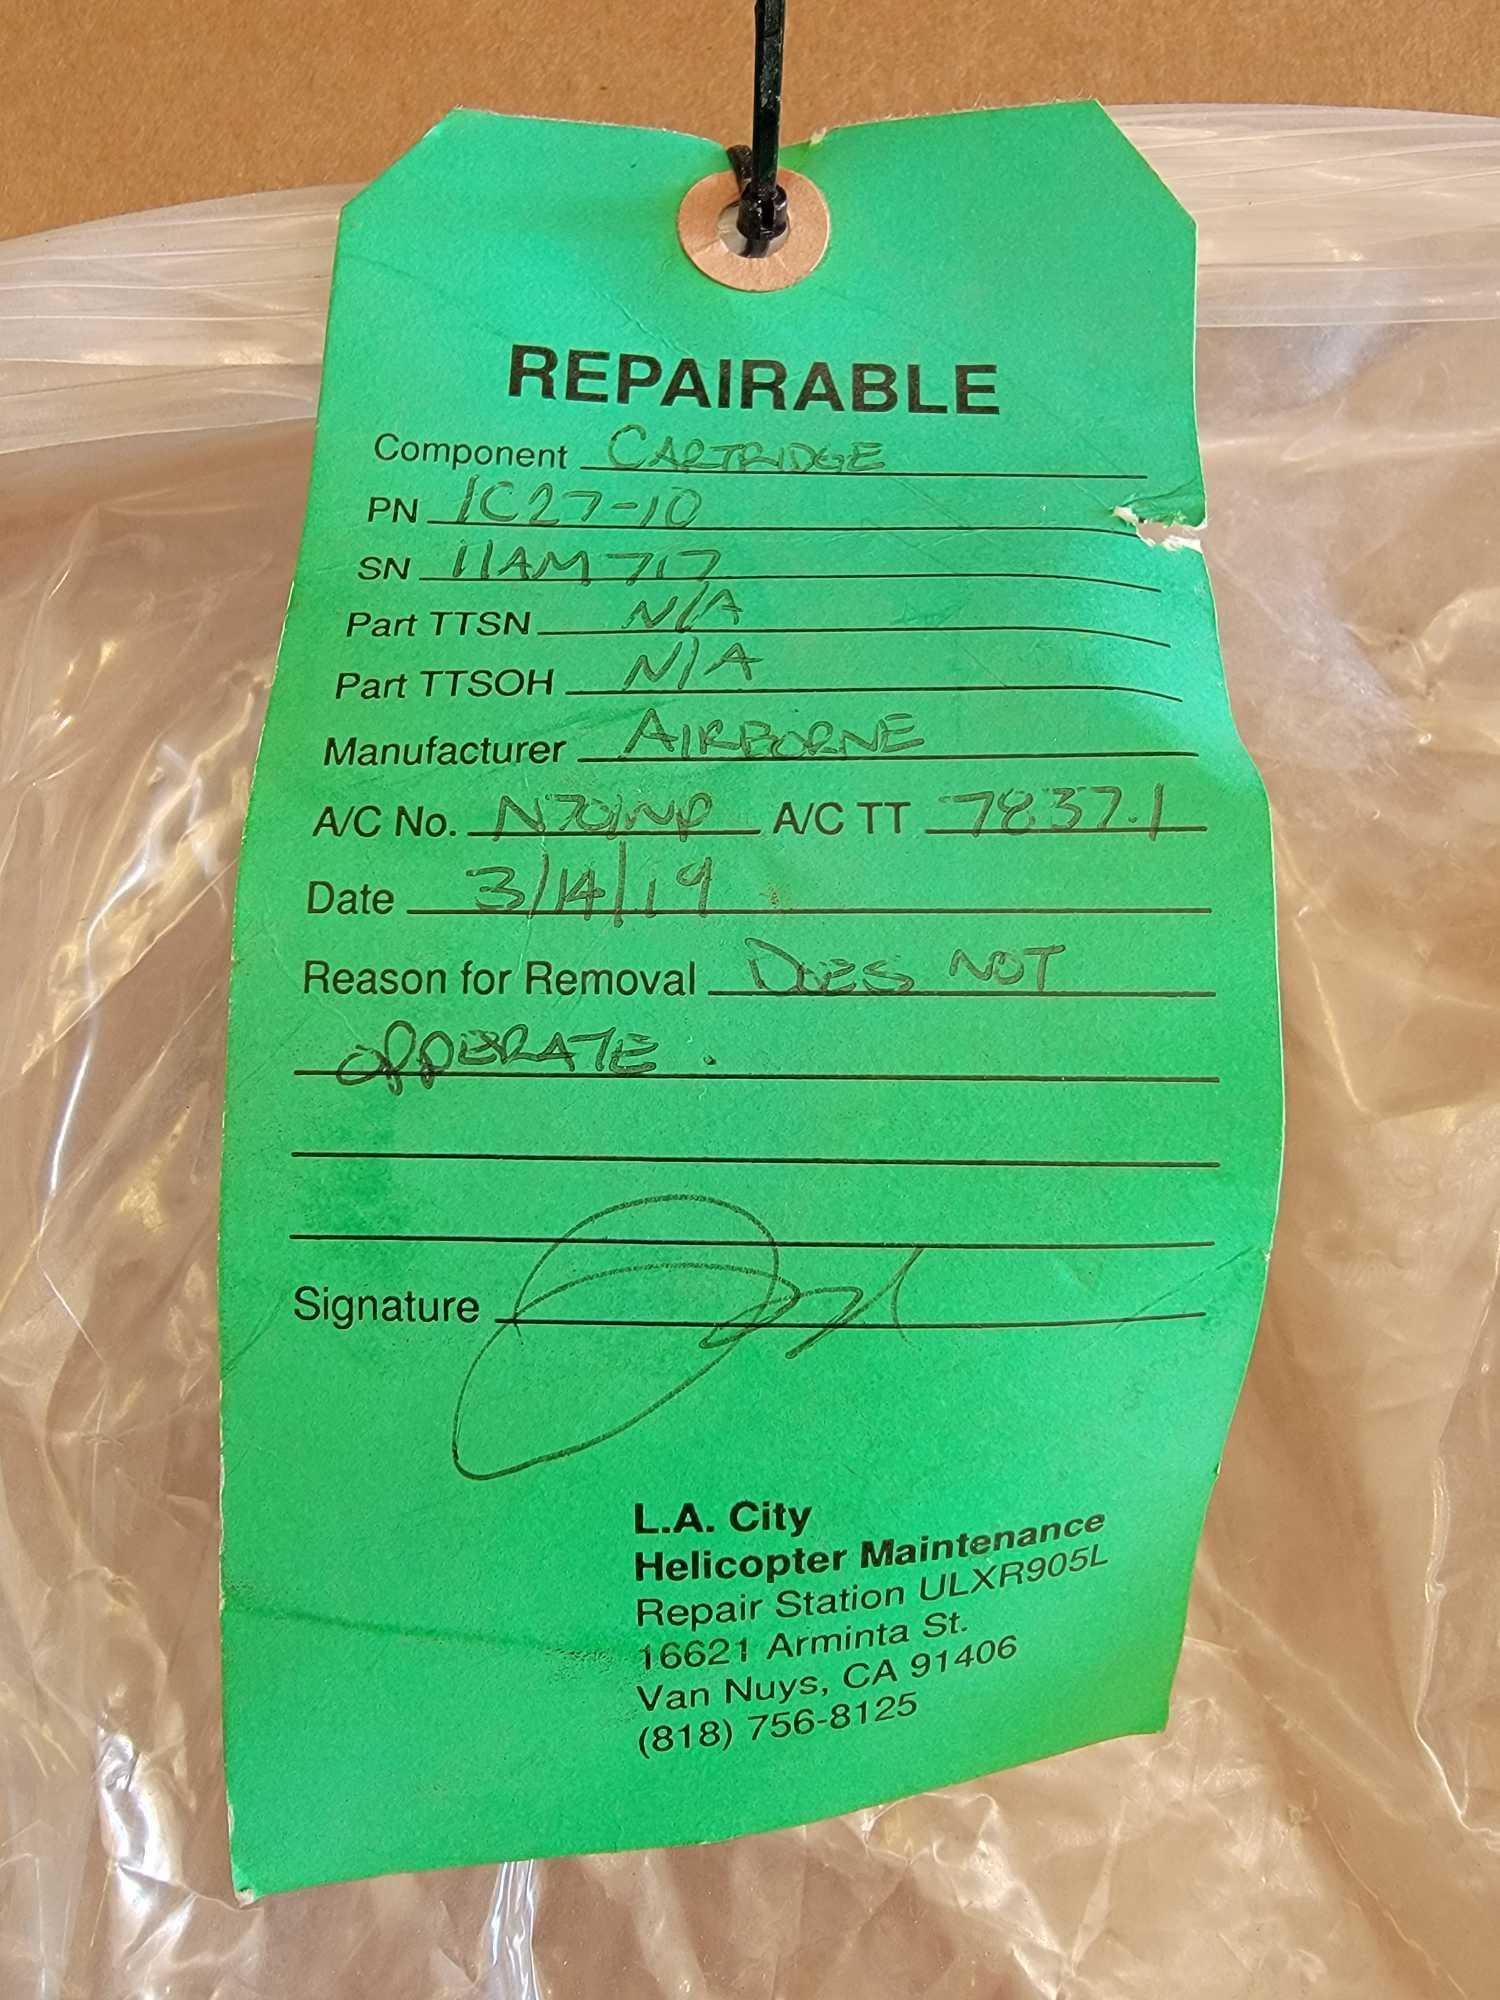 REPAIRABLE
Component CARTRIDGE
PN 1C27-10
SN 11AM717
Part TTSN N/A
Part TTSOH N/A
Manufacturer AIRBORNE
A/C No. N701NP A/C TT 7837.1
Date 3/14/19
Reason for Removal DOES NOT
OPPERATE.
Signature
L.A. City
Helicopter Maintenance
Repair Station ULXR905L
16621 Arminta St.
Van Nuys, CA 91406
(818) 756-8125